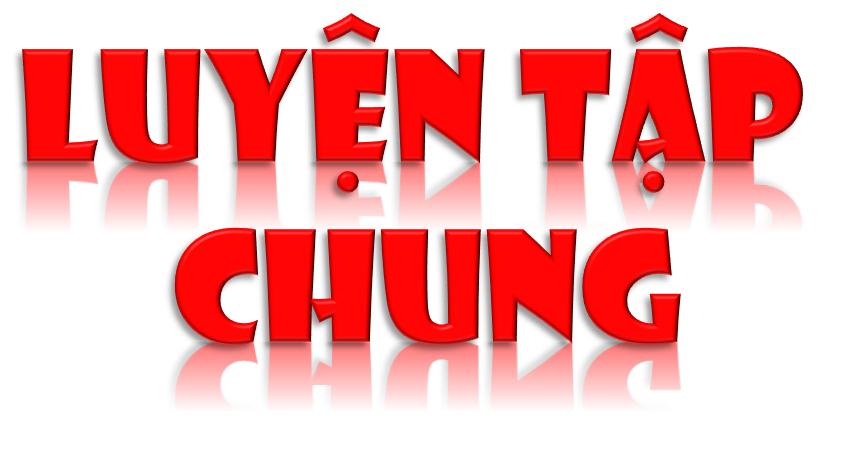 LUYỆN TẬP
CHUNG